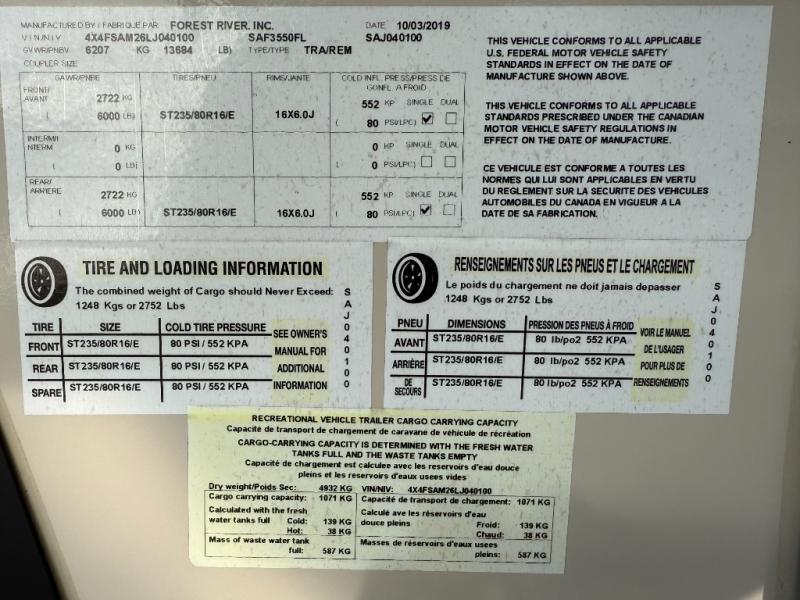 MANUFACTURED BY / FABRIQUE PAR FOREST RIVER, INC. DATE 10/03/2019
V I N / N I V 4X4FSAM26LJ040100 SAF3550FL SAJ040100
GVWR/PNBV 6207 KG 13684 LB) TYPE/TYPE TRA/REM
COUPLER SIZE
GAWR/PNBE TIRES/PNEU RIMS/JANTE COLD INFL. PRESS/PRESS DE GONFL. A FROID
FRONT/ AVANT 2722 KG 552 KP SINGLE DUAL
( 6000 LB) ST235/80R16/E 16X6.0J ( 80 PSI/LPC)
INTERM/I NTERM 0 KG 0 KP SINGLE DUAL
( 0 LB) ( 0 PSI/LPC)
REAR/ ARRIERE 2722 KG 552 KP SINGLE DUAL
( 6000 LB) ST235/80R16/E 16X6.0J ( 80 PSI/LPC)
THIS VEHICLE CONFORMS TO ALL APPLICABLE
U.S. FEDERAL MOTOR VEHICLE SAFETY
STANDARDS IN EFFECT ON THE DATE OF
MANUFACTURE SHOWN ABOVE.
THIS VEHICLE CONFORMS TO ALL APPLICABLE
STANDARDS PRESCRIBED UNDER THE CANADIAN
MOTOR VEHICLE SAFETY REGULATIONS IN
EFFECT ON THE DATE OF MANUFACTURE.
CE VEHICULE EST CONFORME A TOUTES LES
NORMES QUI LUI SONT APPLICABLES EN VERTU
DU REGLEMENT SUR LA SECURITE DES VEHICULES
AUTOMOBILES DU CANADA EN VIGUEUR A LA
DATE DE SA FABRICATION.
TIRE AND LOADING INFORMATION
The combined weight of Cargo should Never Exceed:
1248 Kgs or 2752 Lbs
TIRE SIZE COLD TIRE PRESSURE
FRONT ST235/80R16/E 80 PSI / 552 KPA
REAR ST235/80R16/E 80 PSI / 552 KPA
SPARE ST235/80R16/E 80 PSI / 552 KPA
SEE OWNER'S
MANUAL FOR
ADDITIONAL
INFORMATION
SAJ040100
RENSEIGNEMENTS SUR LES PNEUS ET LE CHARGEMENT
Le poids du chargement ne doit jamais depasser
1248 Kgs or 2752 Lbs
PNEU DIMENSIONS PRESSION DES PNEUS À FROID
AVANT ST235/80R16/E 80 lb/po2 552 KPA
ARRIÈRE ST235/80R16/E 80 lb/po2 552 KPA
DE SECOURS ST235/80R16/E 80 lb/po2 552 KPA
VOIR LE MANUEL
DE L'USAGER
POUR PLUS DE
RENSEIGNEMENTS
SAJ040100
RECREATIONAL VEHICLE TRAILER CARGO CARRYING CAPACITY
Capacité de transport de chargement de caravane de véhicule de récréation
CARGO-CARRYING CAPACITY IS DETERMINED WITH THE FRESH WATER
TANKS FULL AND THE WASTE TANKS EMPTY
Capacité de chargement est calculee avec les reservoirs d'eau douce
pleins et les reservoirs d'eaux usees vides
Dry weight/Poids Sec: 4932 KG VIN/NIV: 4X4FSAM26LJ040100
Cargo carrying capacity: 1071 KG
Calculated with the fresh
water tanks full Cold: 139 KG
Hot: 38 KG
Mass of waste water tank
full: 587 KG
Capacité de transport de chargement: 1071 KG
Calculé ave les réservoirs d'eau
douce pleins Froid: 139 KG
Chaud: 38 KG
Masses de réservoirs d'eaux usees
pleins: 587 KG